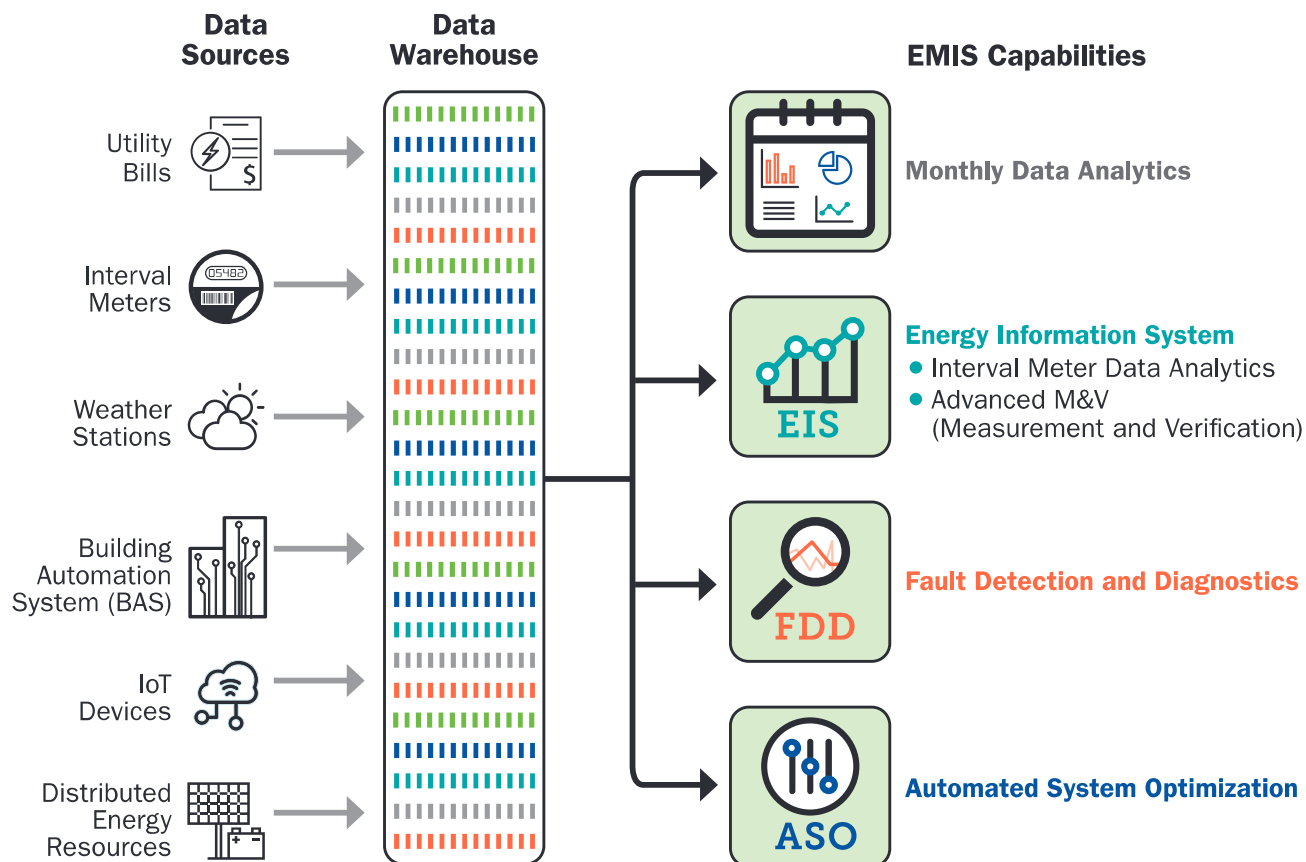 Data
Sources
Data
Warehouse
EMIS Capabilities
Utility
Bills
$
Monthly Data Analytics
Interval
Meters
05482
Energy Information System
Interval Meter Data Analytics
Advanced M&V
(Measurement and Verification)
EIS
Weather
Stations
Building
Automation
System (BAS)
Fault Detection and Diagnostics
FDD
IoT
Devices
Distributed
Energy
Resources
+ -
Automated System Optimization
ASO